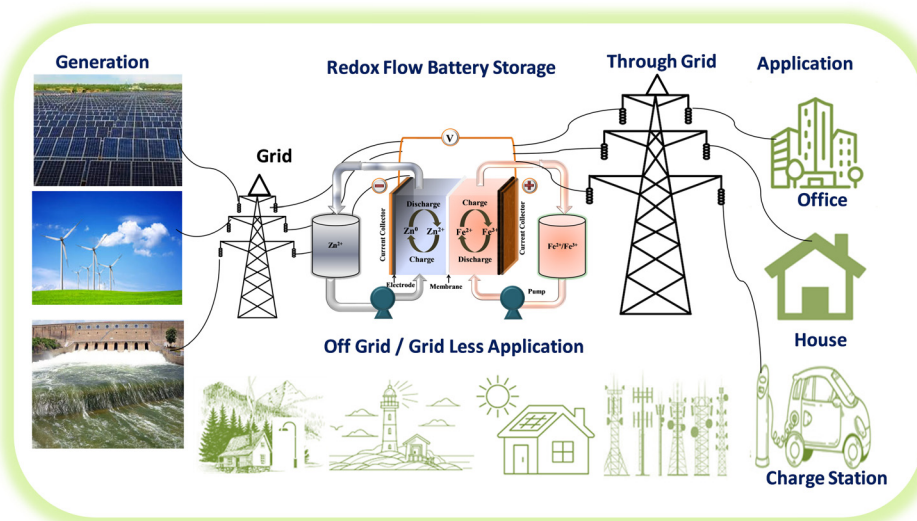 Generation
Redox Flow Battery Storage
Through Grid
Application
Grid
V
−
+
Current Collector
Discharge
Zn⁰ Zn²⁺
Charge
Charge
Fe²⁺ Fe³⁺
Discharge
Current Collector
Zn²⁺
Fe²⁺/Fe³⁺
Electrode
Membrane
Pump
Office
House
Off Grid / Grid Less Application
Charge Station